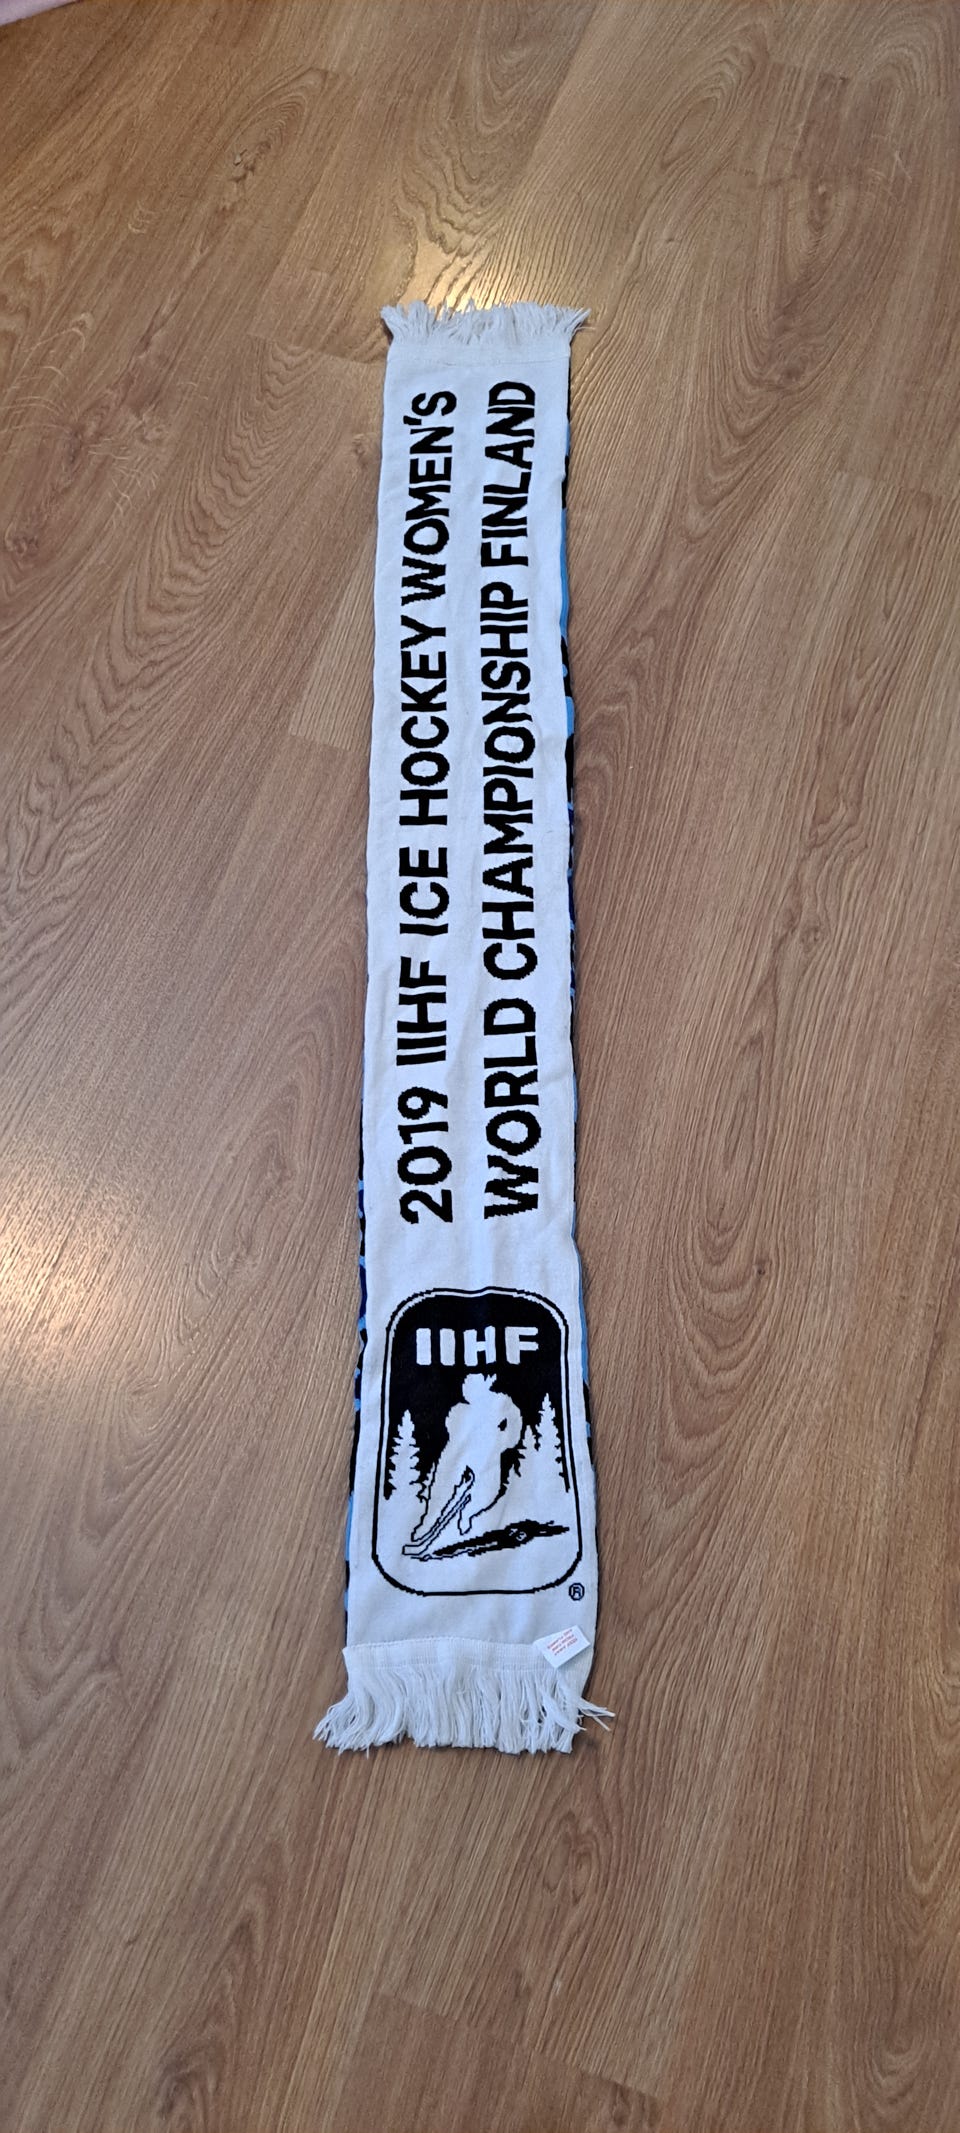 2019 IIHF ICE HOCKEY WOMEN'S
WORLD CHAMPIONSHIP FINLAND
IIHF
®